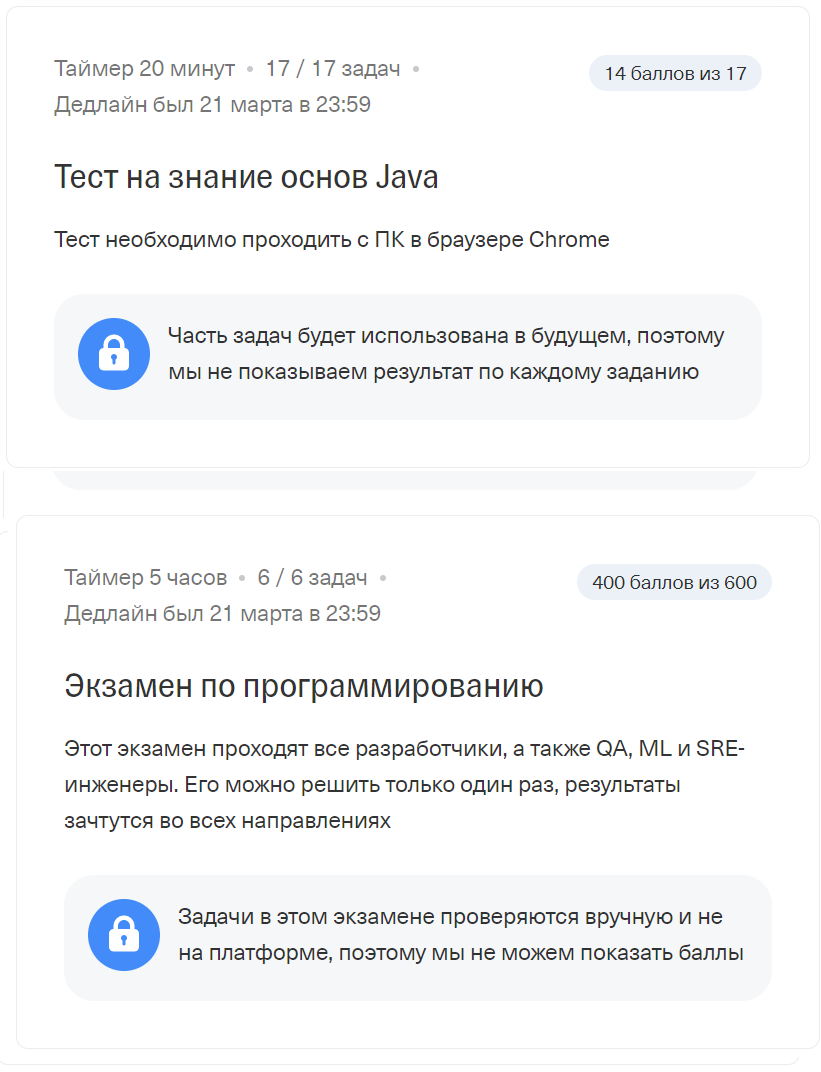 Таймер 20 минут • 17 / 17 задач •
14 баллов из 17
Дедлайн был 21 марта в 23:59
Тест на знание основ Java
Тест необходимо проходить с ПК в браузере Chrome
Часть задач будет использована в будущем, поэтому
мы не показываем результат по каждому заданию
Таймер 5 часов • 6 / 6 задач •
400 баллов из 600
Дедлайн был 21 марта в 23:59
Экзамен по программированию
Этот экзамен проходят все разработчики, а также QA, ML и SRE-
инженеры. Его можно решить только один раз, результаты
зачтутся во всех направлениях
Задачи в этом экзамене проверяются вручную и не
на платформе, поэтому мы не можем показать баллы